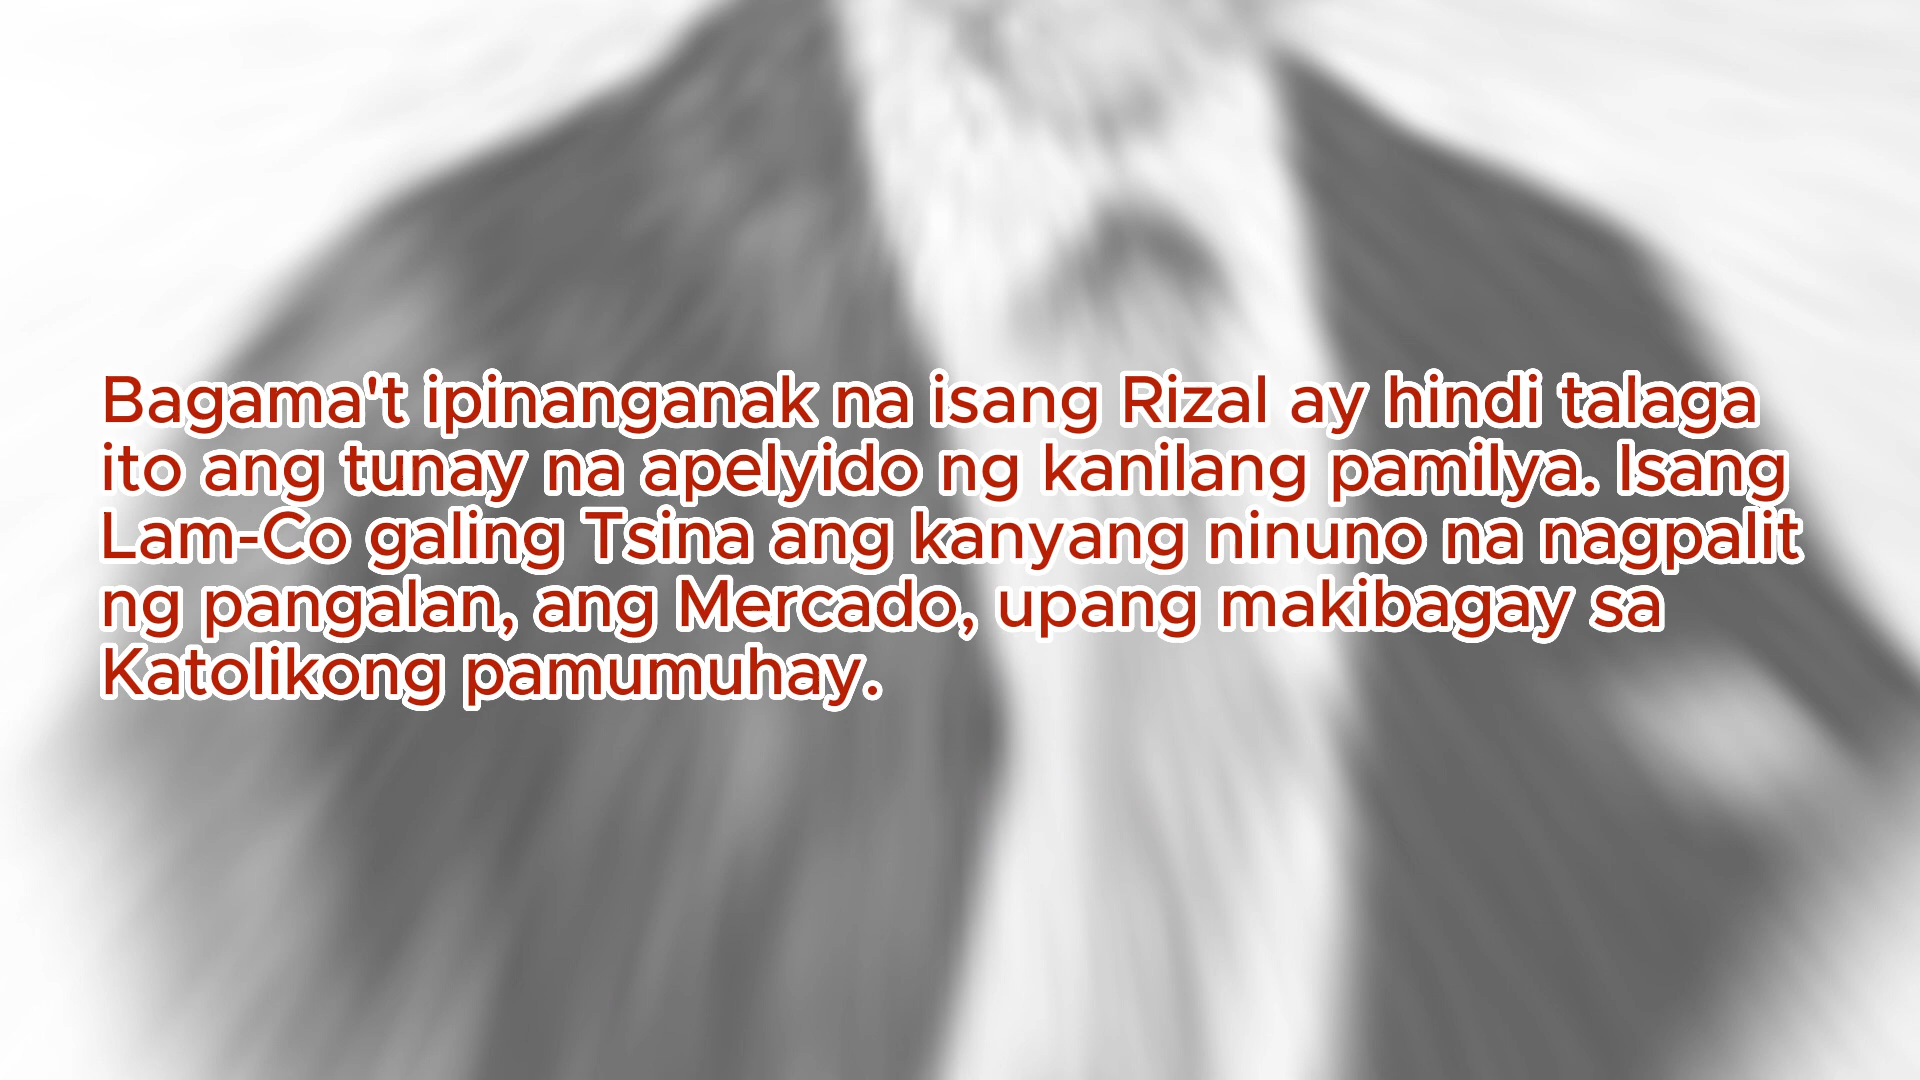 Bagama't ipinanganak na isang Rizal ay hindi talaga
ito ang tunay na apelyido ng kanilang pamilya. Isang
Lam-Co galing Tsina ang kanyang ninuno na nagpalit
ng pangalan, ang Mercado, upang makibagay sa
Katolikong pamumuhay.